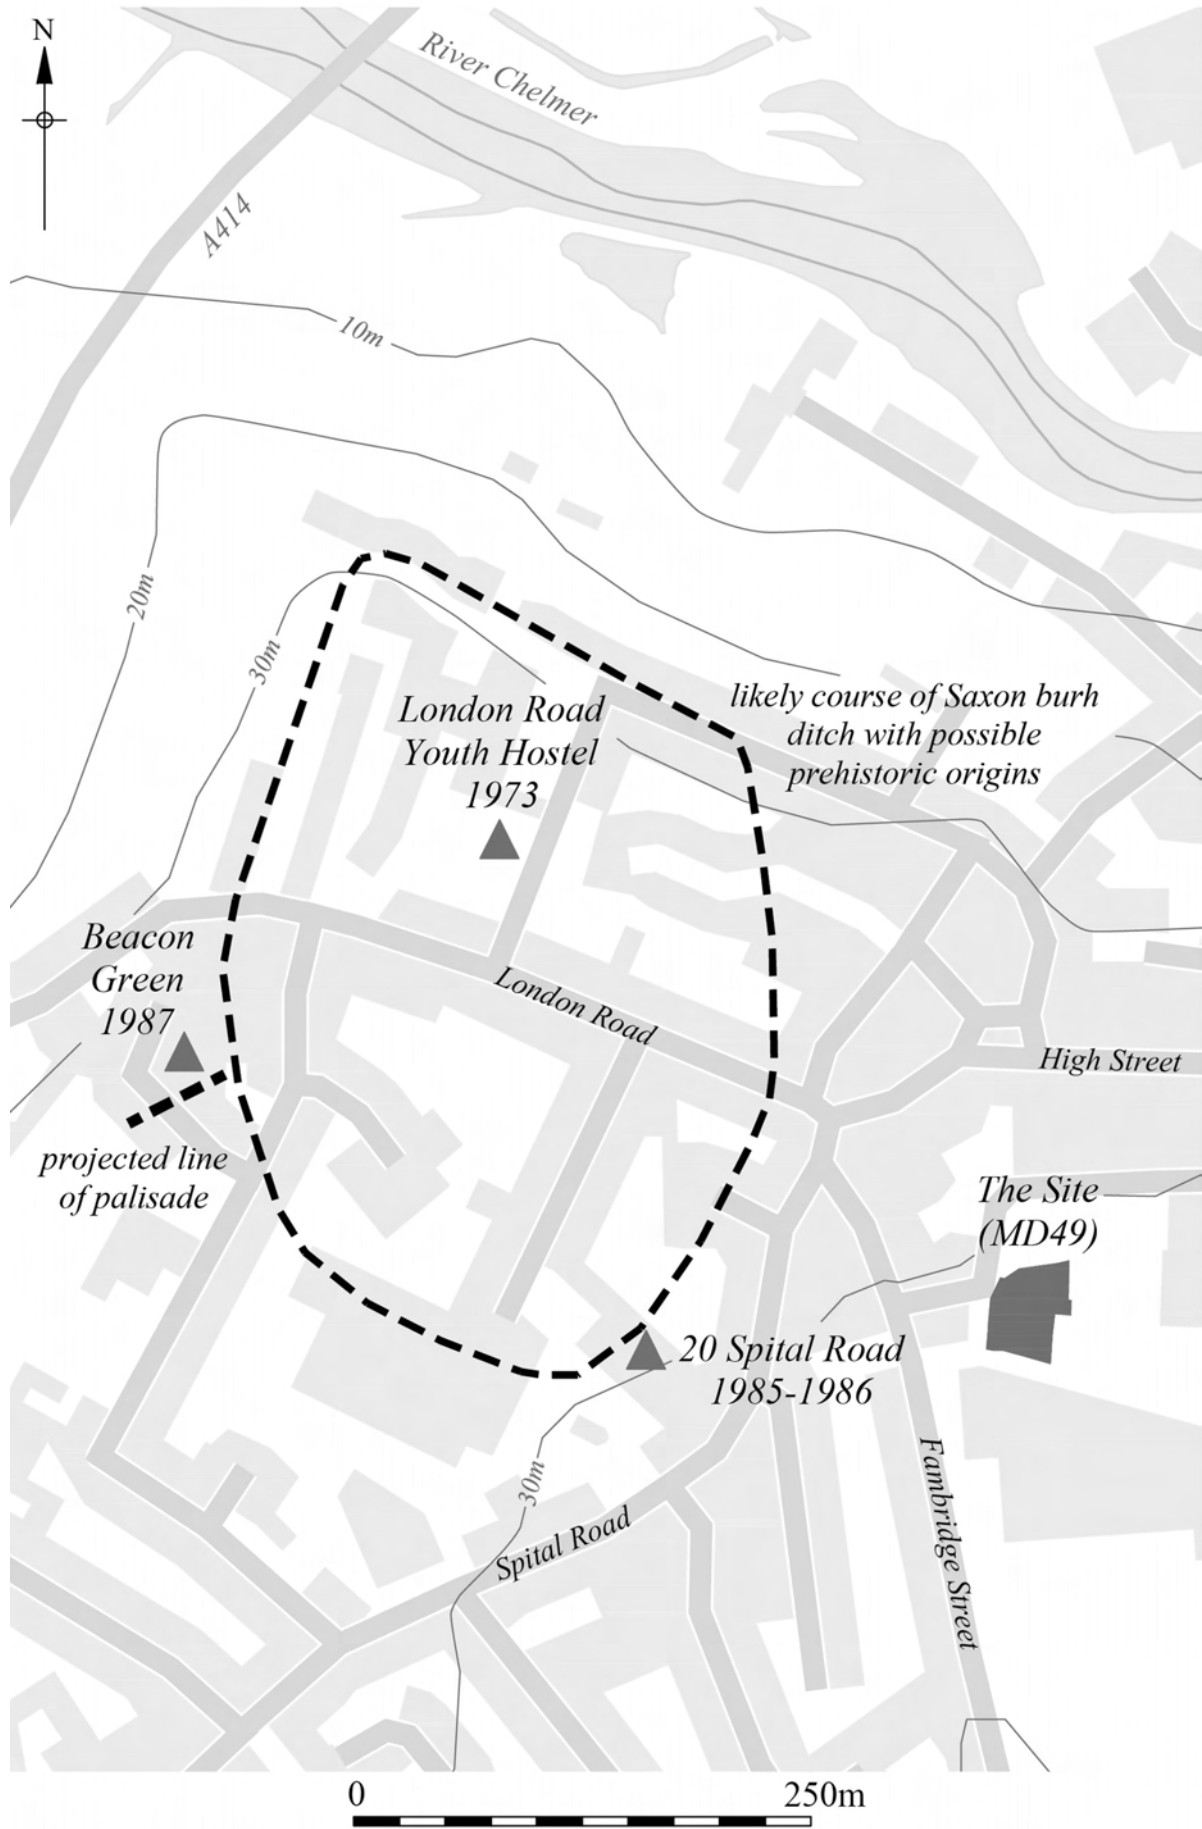 N
River Chelmer
A414
10m
20m
30m
likely course of Saxon burh
ditch with possible
prehistoric origins
London Road
Youth Hostel
1973
Beacon
Green
1987
London Road
High Street
projected line
of palisade
The Site
(MD49)
20 Spital Road
1985-1986
30m
Spital Road
Fambridge Street
0
250m